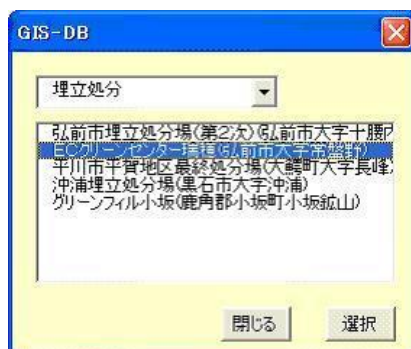 GIS-DB
埋立処分
弘前市埋立処分場(第2次)(弘前市大字十腰内
ECグリーンセンター瑞穂(弘前市大字常盤野)
平川市平賀地区最終処分場(大鰐町大字長峰)
沖浦埋立処分場(黒石市大字沖浦)
グリーンフィル小坂(鹿角郡小坂町小坂鉱山)
閉じる
選択